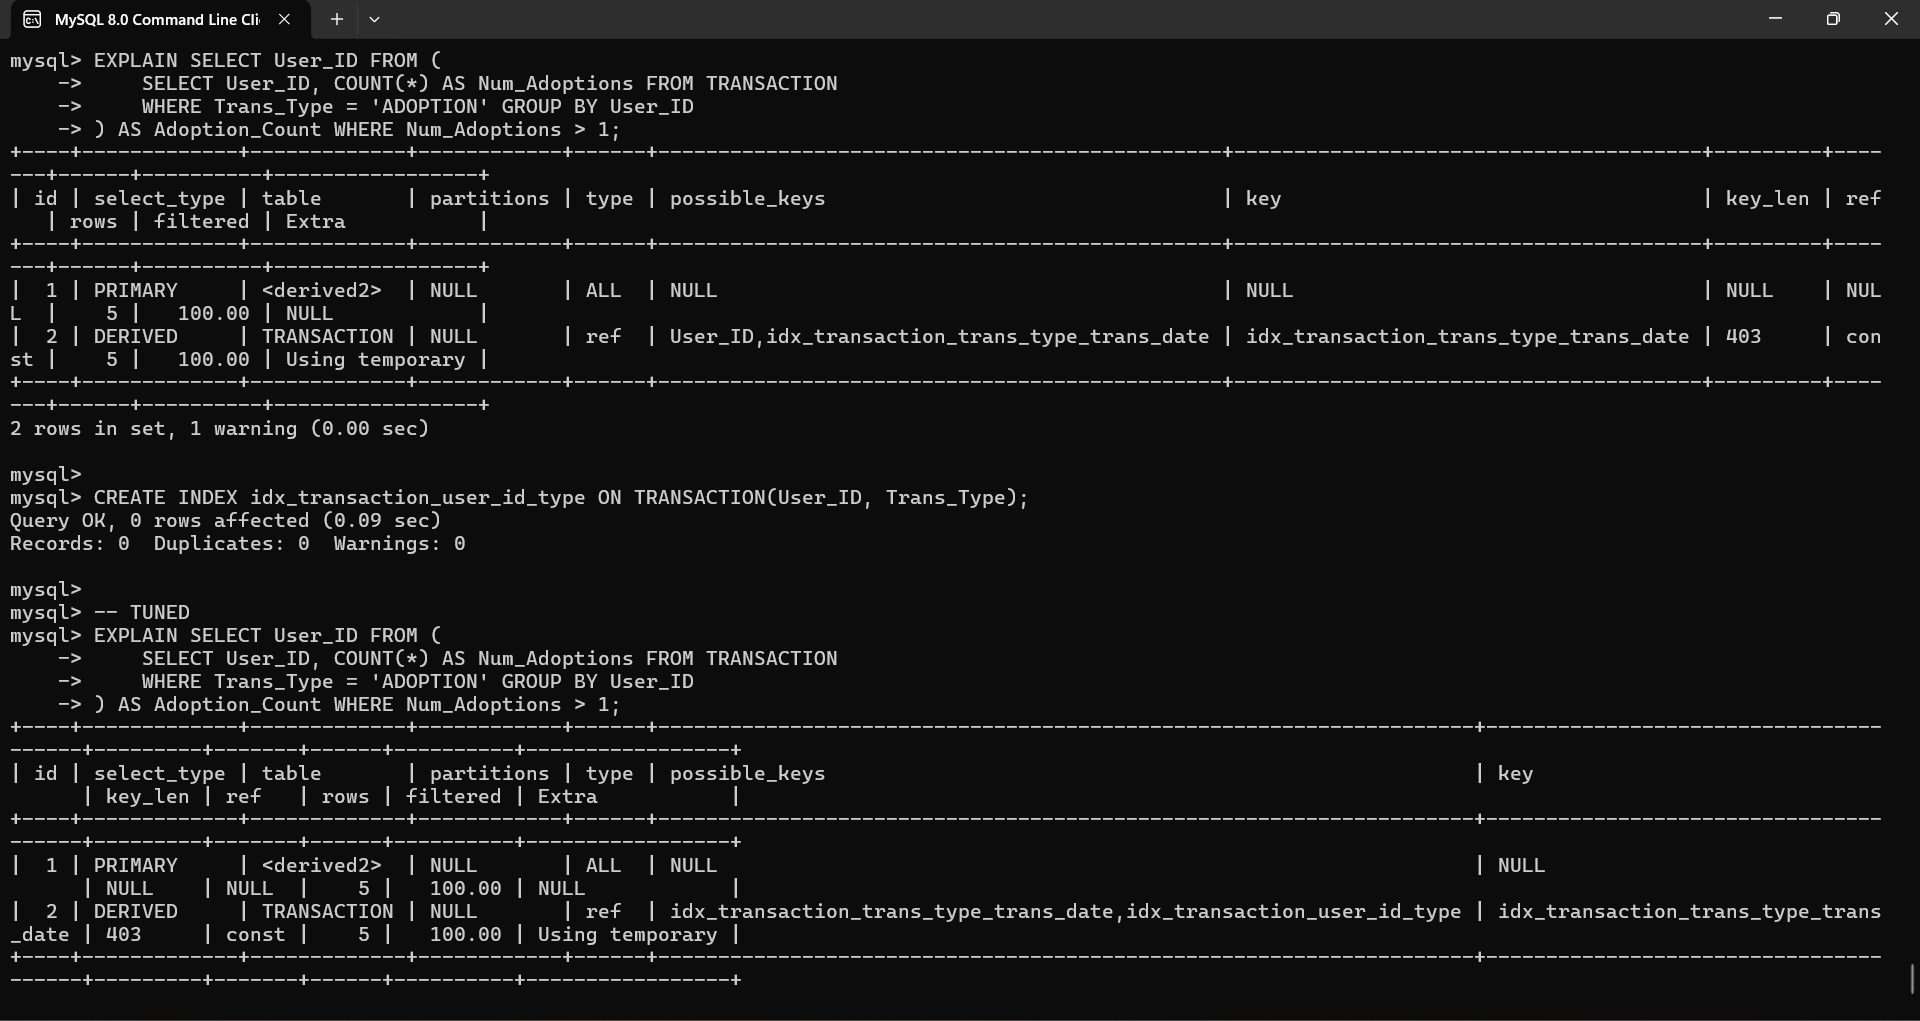 MySQL 8.0 Command Line Cli
mysql> EXPLAIN SELECT User_ID FROM (
    ->     SELECT User_ID, COUNT(*) AS Num_Adoptions FROM TRANSACTION
    ->     WHERE Trans_Type = 'ADOPTION' GROUP BY User_ID
    -> ) AS Adoption_Count WHERE Num_Adoptions > 1;
+----+-------------+-------------+------------+------+-----------------------------------------------+---------------------------------------+---------+----
---+------+----------+-----------------+
| id | select_type | table       | partitions | type | possible_keys                                 | key                                   | key_len | ref
   | rows | filtered | Extra           |
+----+-------------+-------------+------------+------+-----------------------------------------------+---------------------------------------+---------+----
---+------+----------+-----------------+
|  1 | PRIMARY     | <derived2>  | NULL       | ALL  | NULL                                          | NULL                                  | NULL    | NUL
L  |    5 |   100.00 | NULL            |
|  2 | DERIVED     | TRANSACTION | NULL       | ref  | User_ID,idx_transaction_trans_type_trans_date | idx_transaction_trans_type_trans_date | 403     | con
st |    5 |   100.00 | Using temporary |
+----+-------------+-------------+------------+------+-----------------------------------------------+---------------------------------------+---------+----
---+------+----------+-----------------+
2 rows in set, 1 warning (0.00 sec)
mysql>
mysql> CREATE INDEX idx_transaction_user_id_type ON TRANSACTION(User_ID, Trans_Type);
Query OK, 0 rows affected (0.09 sec)
Records: 0  Duplicates: 0  Warnings: 0
mysql>
mysql> -- TUNED
mysql> EXPLAIN SELECT User_ID FROM (
    ->     SELECT User_ID, COUNT(*) AS Num_Adoptions FROM TRANSACTION
    ->     WHERE Trans_Type = 'ADOPTION' GROUP BY User_ID
    -> ) AS Adoption_Count WHERE Num_Adoptions > 1;
+----+-------------+-------------+------------+------+--------------------------------------------------------------------+---------------------------------
------+---------+-------+------+----------+-----------------+
| id | select_type | table       | partitions | type | possible_keys                                                      | key
      | key_len | ref   | rows | filtered | Extra           |
+----+-------------+-------------+------------+------+--------------------------------------------------------------------+---------------------------------
------+---------+-------+------+----------+-----------------+
|  1 | PRIMARY     | <derived2>  | NULL       | ALL  | NULL                                                               | NULL
      | NULL    | NULL  |    5 |   100.00 | NULL            |
|  2 | DERIVED     | TRANSACTION | NULL       | ref  | idx_transaction_trans_type_trans_date,idx_transaction_user_id_type | idx_transaction_trans_type_trans
_date | 403     | const |    5 |   100.00 | Using temporary |
+----+-------------+-------------+------------+------+--------------------------------------------------------------------+---------------------------------
------+---------+-------+------+----------+-----------------+